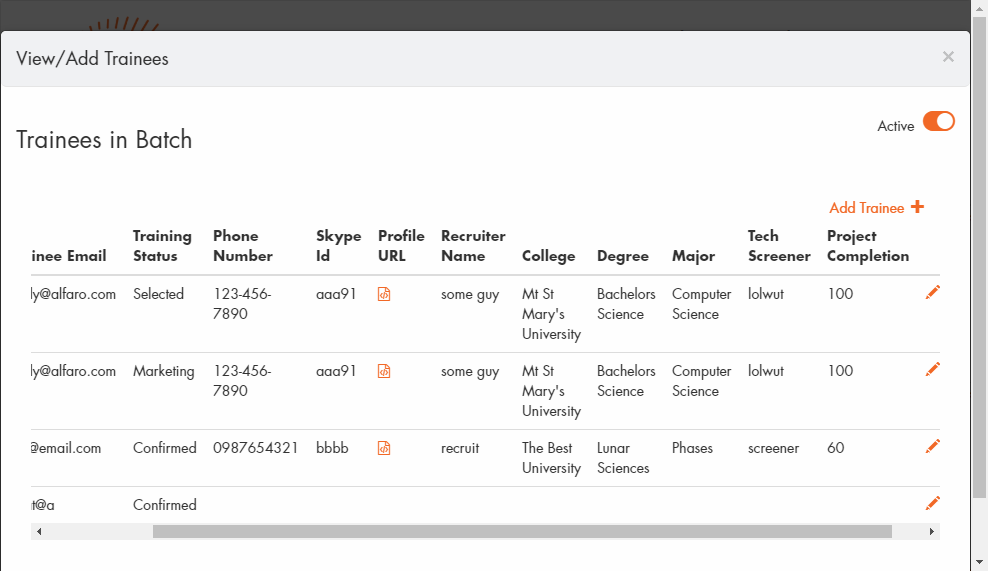 View/Add Trainees
×
Active
Trainees in Batch
Add Trainee +
inee Email Training Status Phone Number Skype Id Profile URL Recruiter Name College Degree Major Tech Screener Project Completion
ly@alfaro.com Selected 123-456-7890 aaa91 some guy Mt St Mary's University Bachelors Science Computer Science lolwut 100
ly@alfaro.com Marketing 123-456-7890 aaa91 some guy Mt St Mary's University Bachelors Science Computer Science lolwut 100
@email.com Confirmed 0987654321 bbbb recruit The Best University Lunar Sciences Phases screener 60
t@a Confirmed